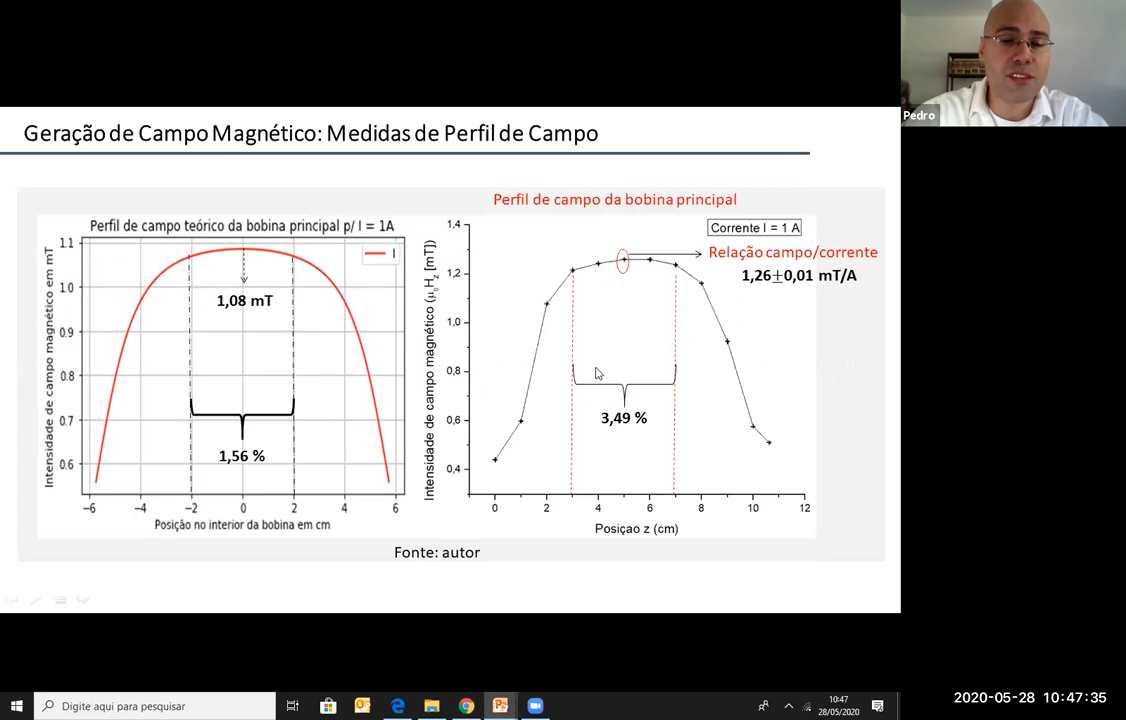 Pedro
Geração de Campo Magnético: Medidas de Perfil de Campo
Perfil de campo teórico da bobina principal p/ I = 1A
1.1
1.0
0.9
0.8
0.7
0.6
Intensidade de campo magnético em mT
I
1,08 mT
1,56 %
−6
−4
−2
0
2
4
6
Posição no interior da bobina em cm
Perfil de campo da bobina principal
Corrente I = 1 A
Relação campo/corrente
1,26±0,01 mT/A
1,4
1,2
1,0
0,8
0,6
0,4
Intensidade de campo magnético (μ₀Hz [mT])
3,49 %
0
2
4
6
8
10
12
Posiçao z (cm)
Fonte: autor
2020-05-28 10:47:35
Digite aqui para pesquisar
10:47
28/05/2020